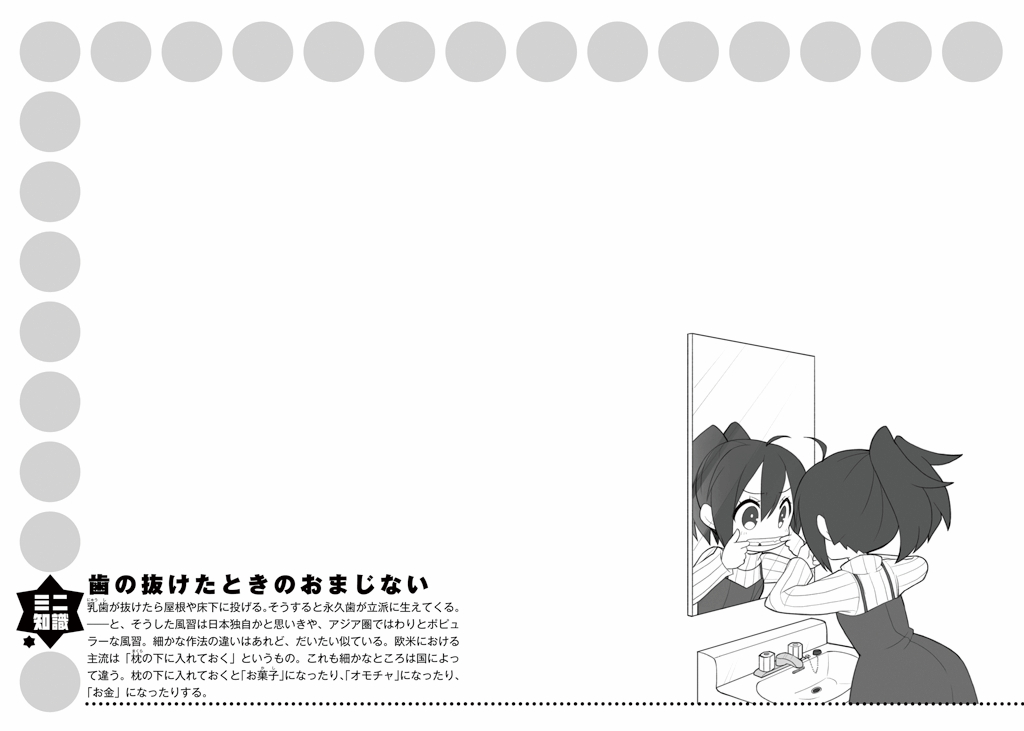 ミニ
知識
歯の抜けたときのおまじない
にゅう し
乳歯が抜けたら屋根や床下に投げる。そうすると永久歯が立派に生えてくる。
――と、そうした風習は日本独自かと思いきや、アジア圏ではわりとポピュ
ラーな風習。細かな作法の違いはあれど、だいたい似ている。欧米における
まくら
主流は「枕の下に入れておく」というもの。これも細かなところは国によっ
か し
て違う。枕の下に入れておくと「お菓子」になったり、「オモチャ」になったり、
「お金」になったりする。